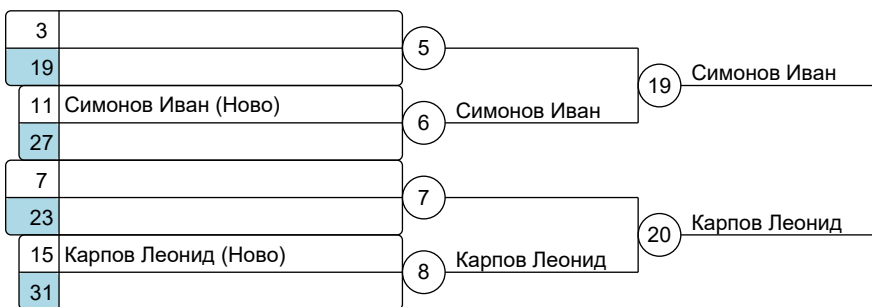 3
5
19
19 Симонов Иван
11 Симонов Иван (Ново)
6 Симонов Иван
27
7
7
23
20 Карпов Леонид
15 Карпов Леонид (Ново)
8 Карпов Леонид
31